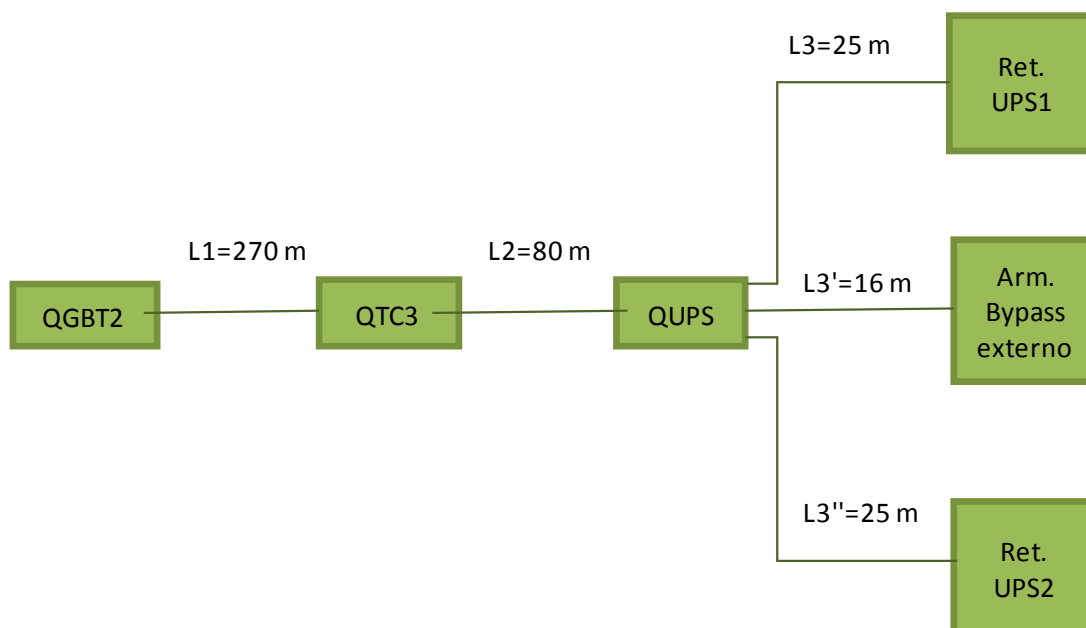 L3=25 m
Ret.
UPS1
L1=270 m
L2=80 m
L3'=16 m
QGBT2
QTC3
QUPS
Arm.
Bypass
externo
L3''=25 m
Ret.
UPS2